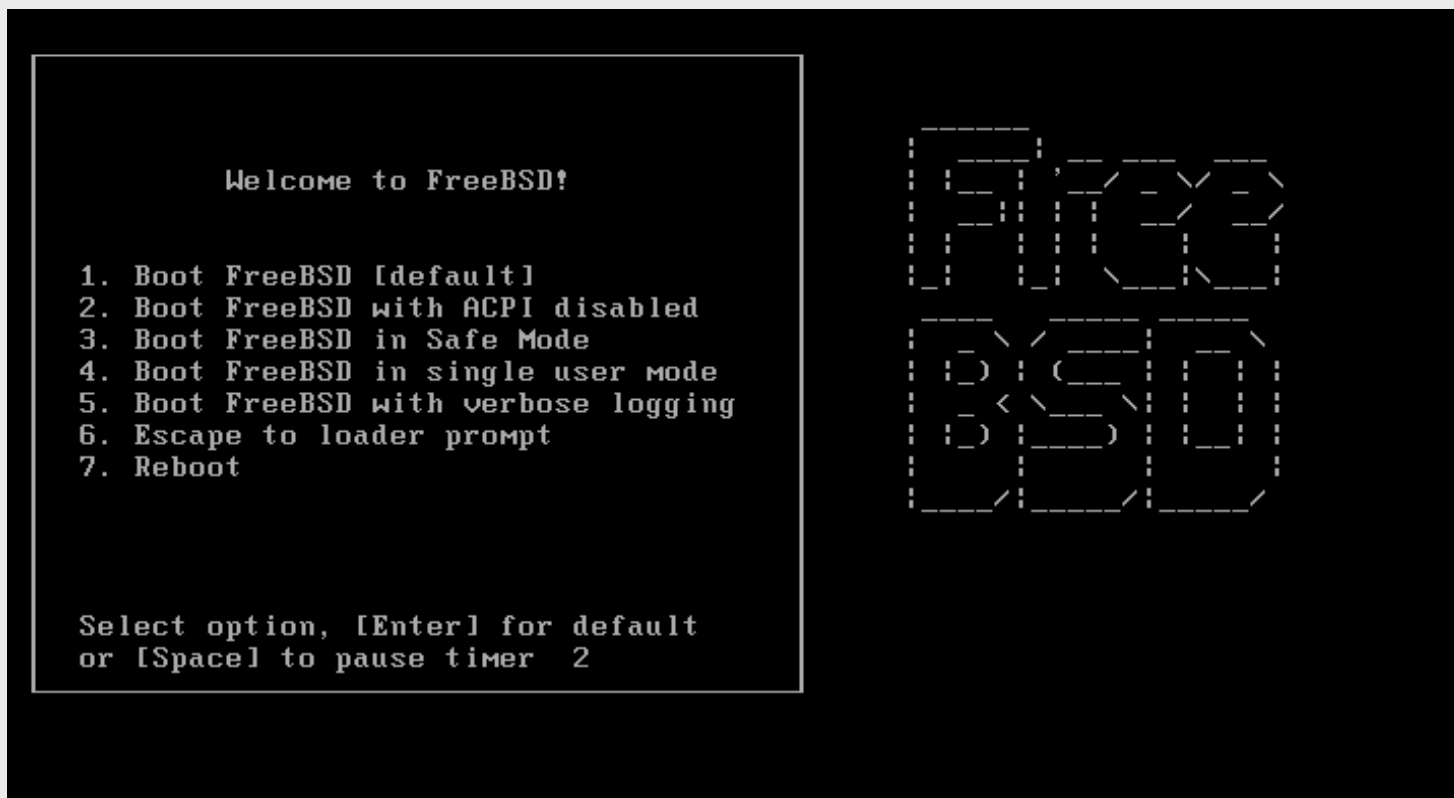 Welcome to FreeBSD!
1. Boot FreeBSD [default]
2. Boot FreeBSD with ACPI disabled
3. Boot FreeBSD in Safe Mode
4. Boot FreeBSD in single user mode
5. Boot FreeBSD with verbose logging
6. Escape to loader prompt
7. Reboot
Select option, [Enter] for default
or [Space] to pause timer  2
Free
BSD